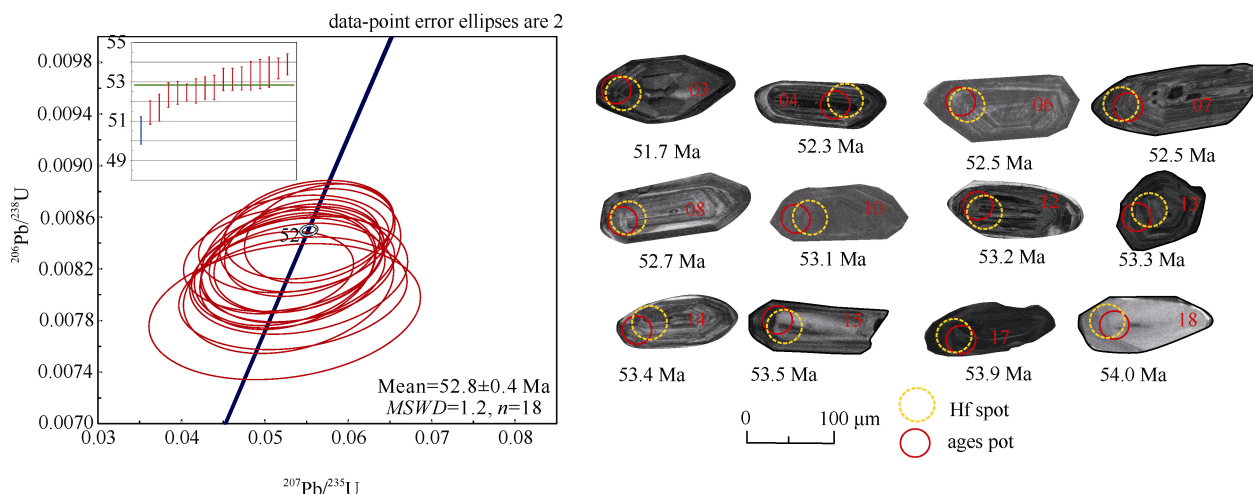 data-point error ellipses are 2
55
53
51
49
0.0098
0.0094
0.0090
0.0086
0.0082
0.0078
0.0074
0.0070
²⁰⁶Pb/²³⁸U
52
Mean=52.8±0.4 Ma
MSWD=1.2, n=18
0.03 0.04 0.05 0.06 0.07 0.08
²⁰⁷Pb/²³⁵U
03 04 06 07
51.7 Ma 52.3 Ma 52.5 Ma 52.5 Ma
08 10 12 13
52.7 Ma 53.1 Ma 53.2 Ma 53.3 Ma
14 15 17 18
53.4 Ma 53.5 Ma 53.9 Ma 54.0 Ma
0 100 μm
Hf spot
ages pot